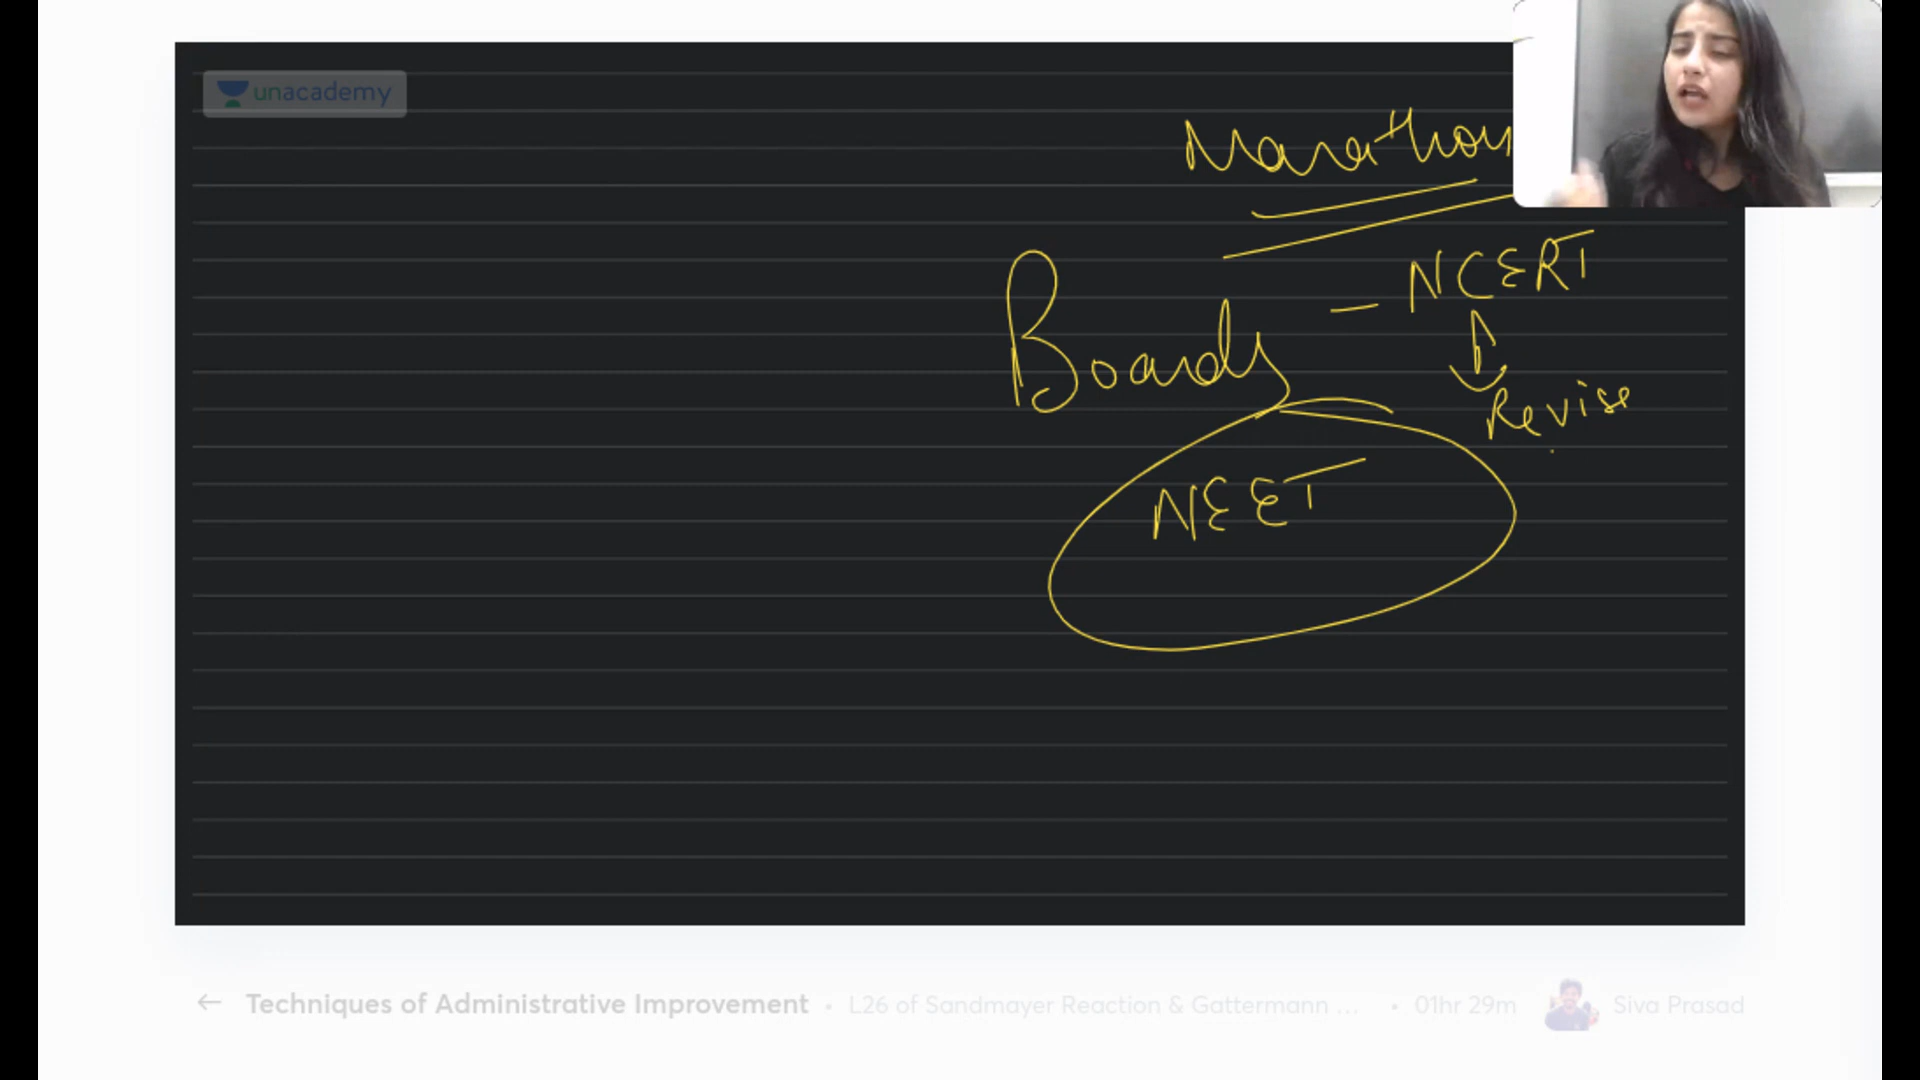 unacademy
Marathon
Boards – NCERT
Revise
NEET
← Techniques of Administrative Improvement • L26 of Sandmayer Reaction & Gattermann ... • 01hr 29m Siva Prasad